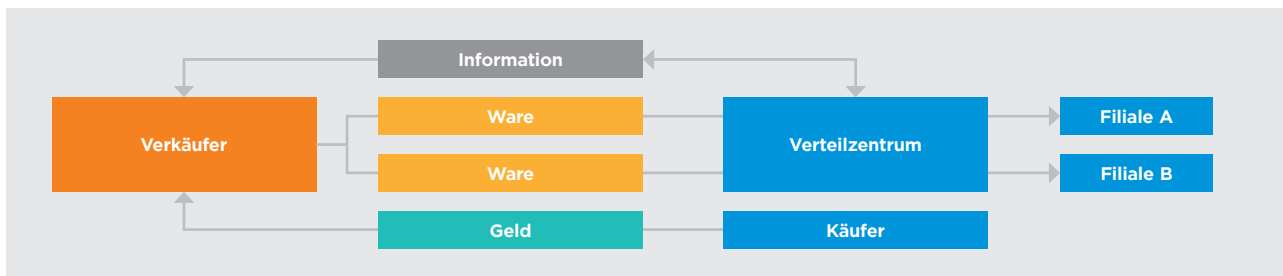 Information
Verkäufer
Ware
Ware
Verteilzentrum
Filiale A
Filiale B
Geld
Käufer